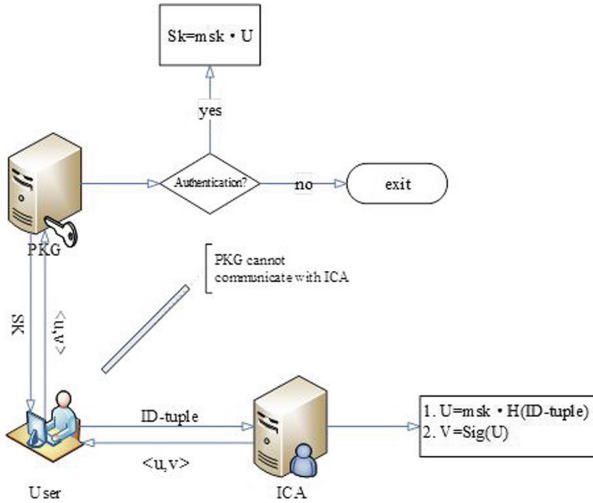 Sk=msk • U
yes
Authentication?
no
exit
PKG
PKG cannot
communicate with ICA
SK
<u,v>
ID-tuple
<u,v>
1. U=msk • H(ID-tuple)
2. V=Sig(U)
User
ICA